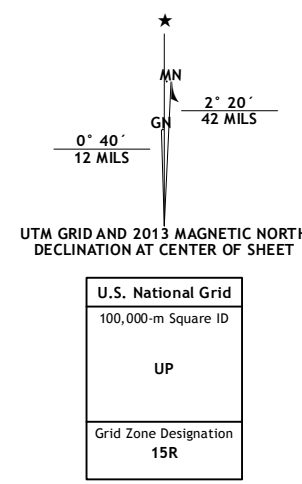 ★
MN
GN
2° 20´
42 MILS
0° 40´
12 MILS
UTM GRID AND 2013 MAGNETIC NORTH
DECLINATION AT CENTER OF SHEET
U.S. National Grid
100,000-m Square ID
UP
Grid Zone Designation
15R